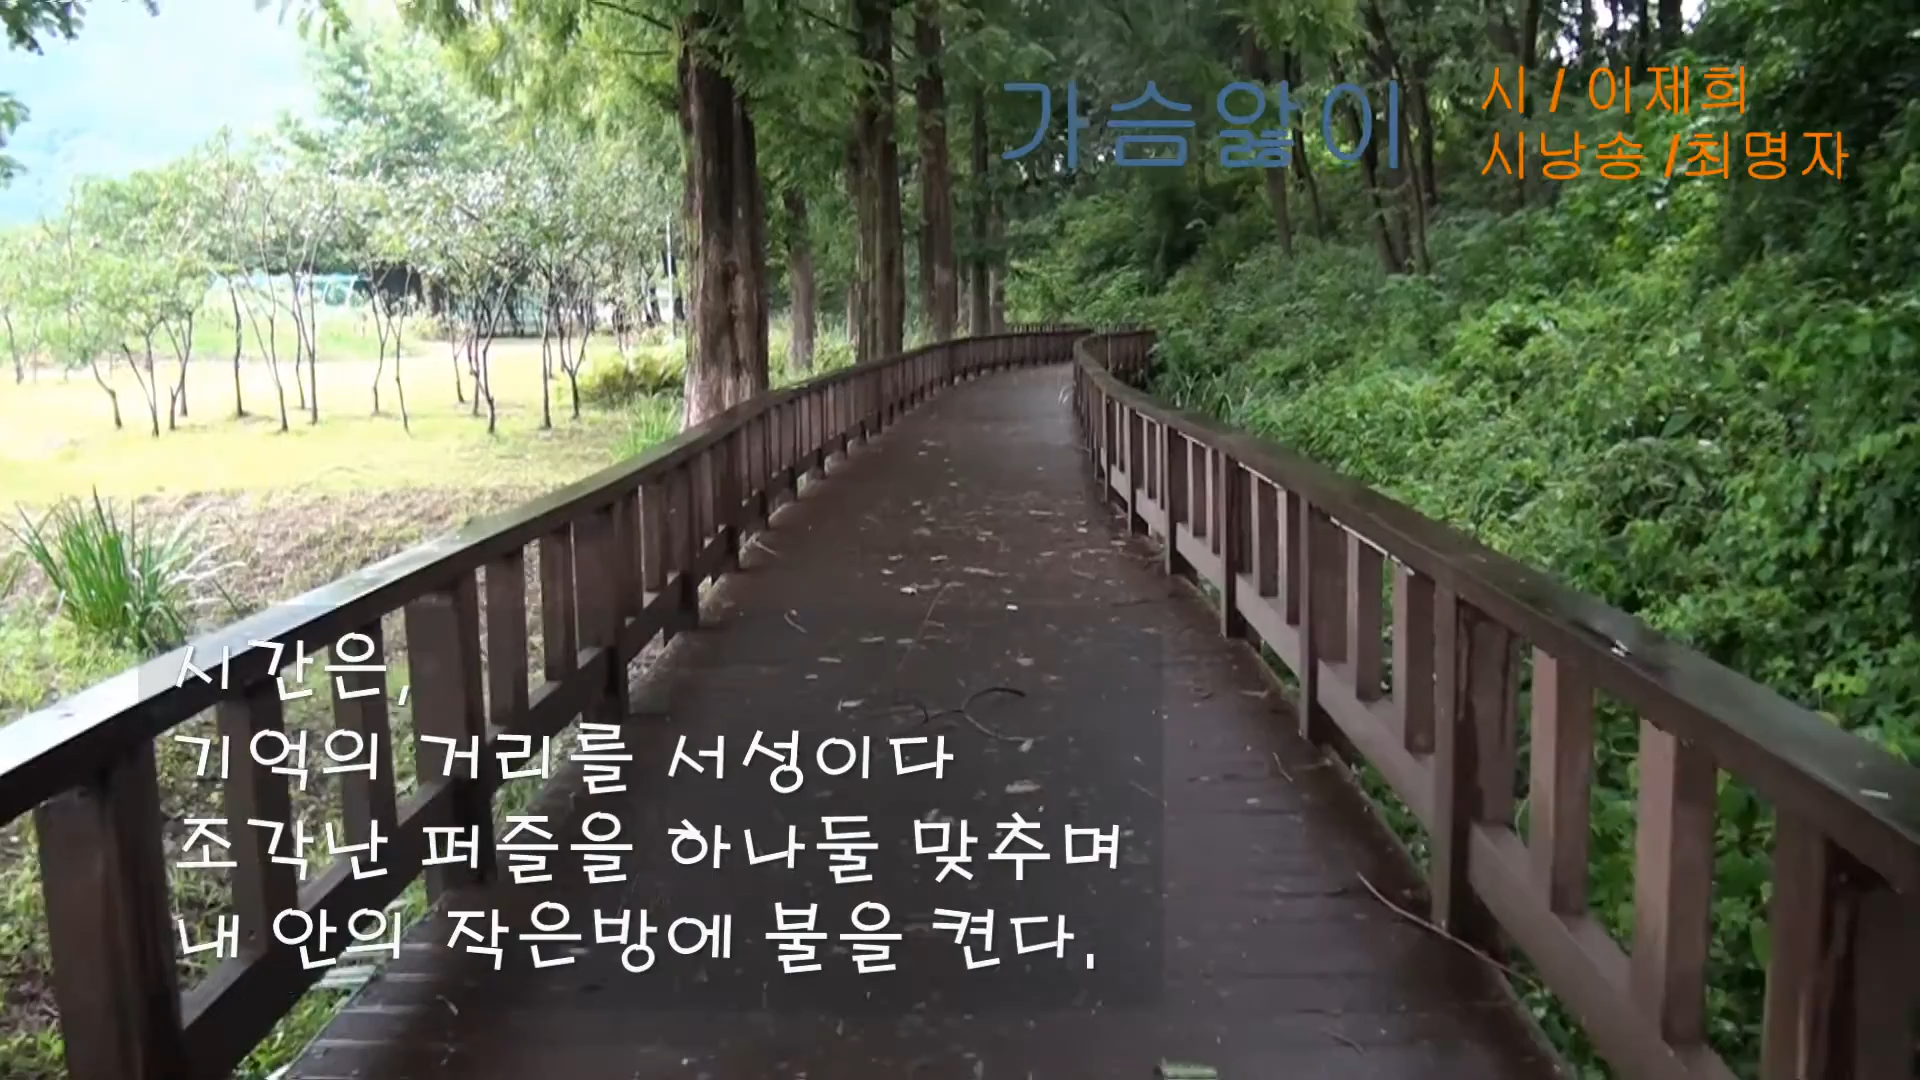 가슴앓이
시 / 이제희
시낭송 /최명자
시간은,
기억의 거리를 서성이다
조각난 퍼즐을 하나둘 맞추며
내 안의 작은방에 불을 켠다.